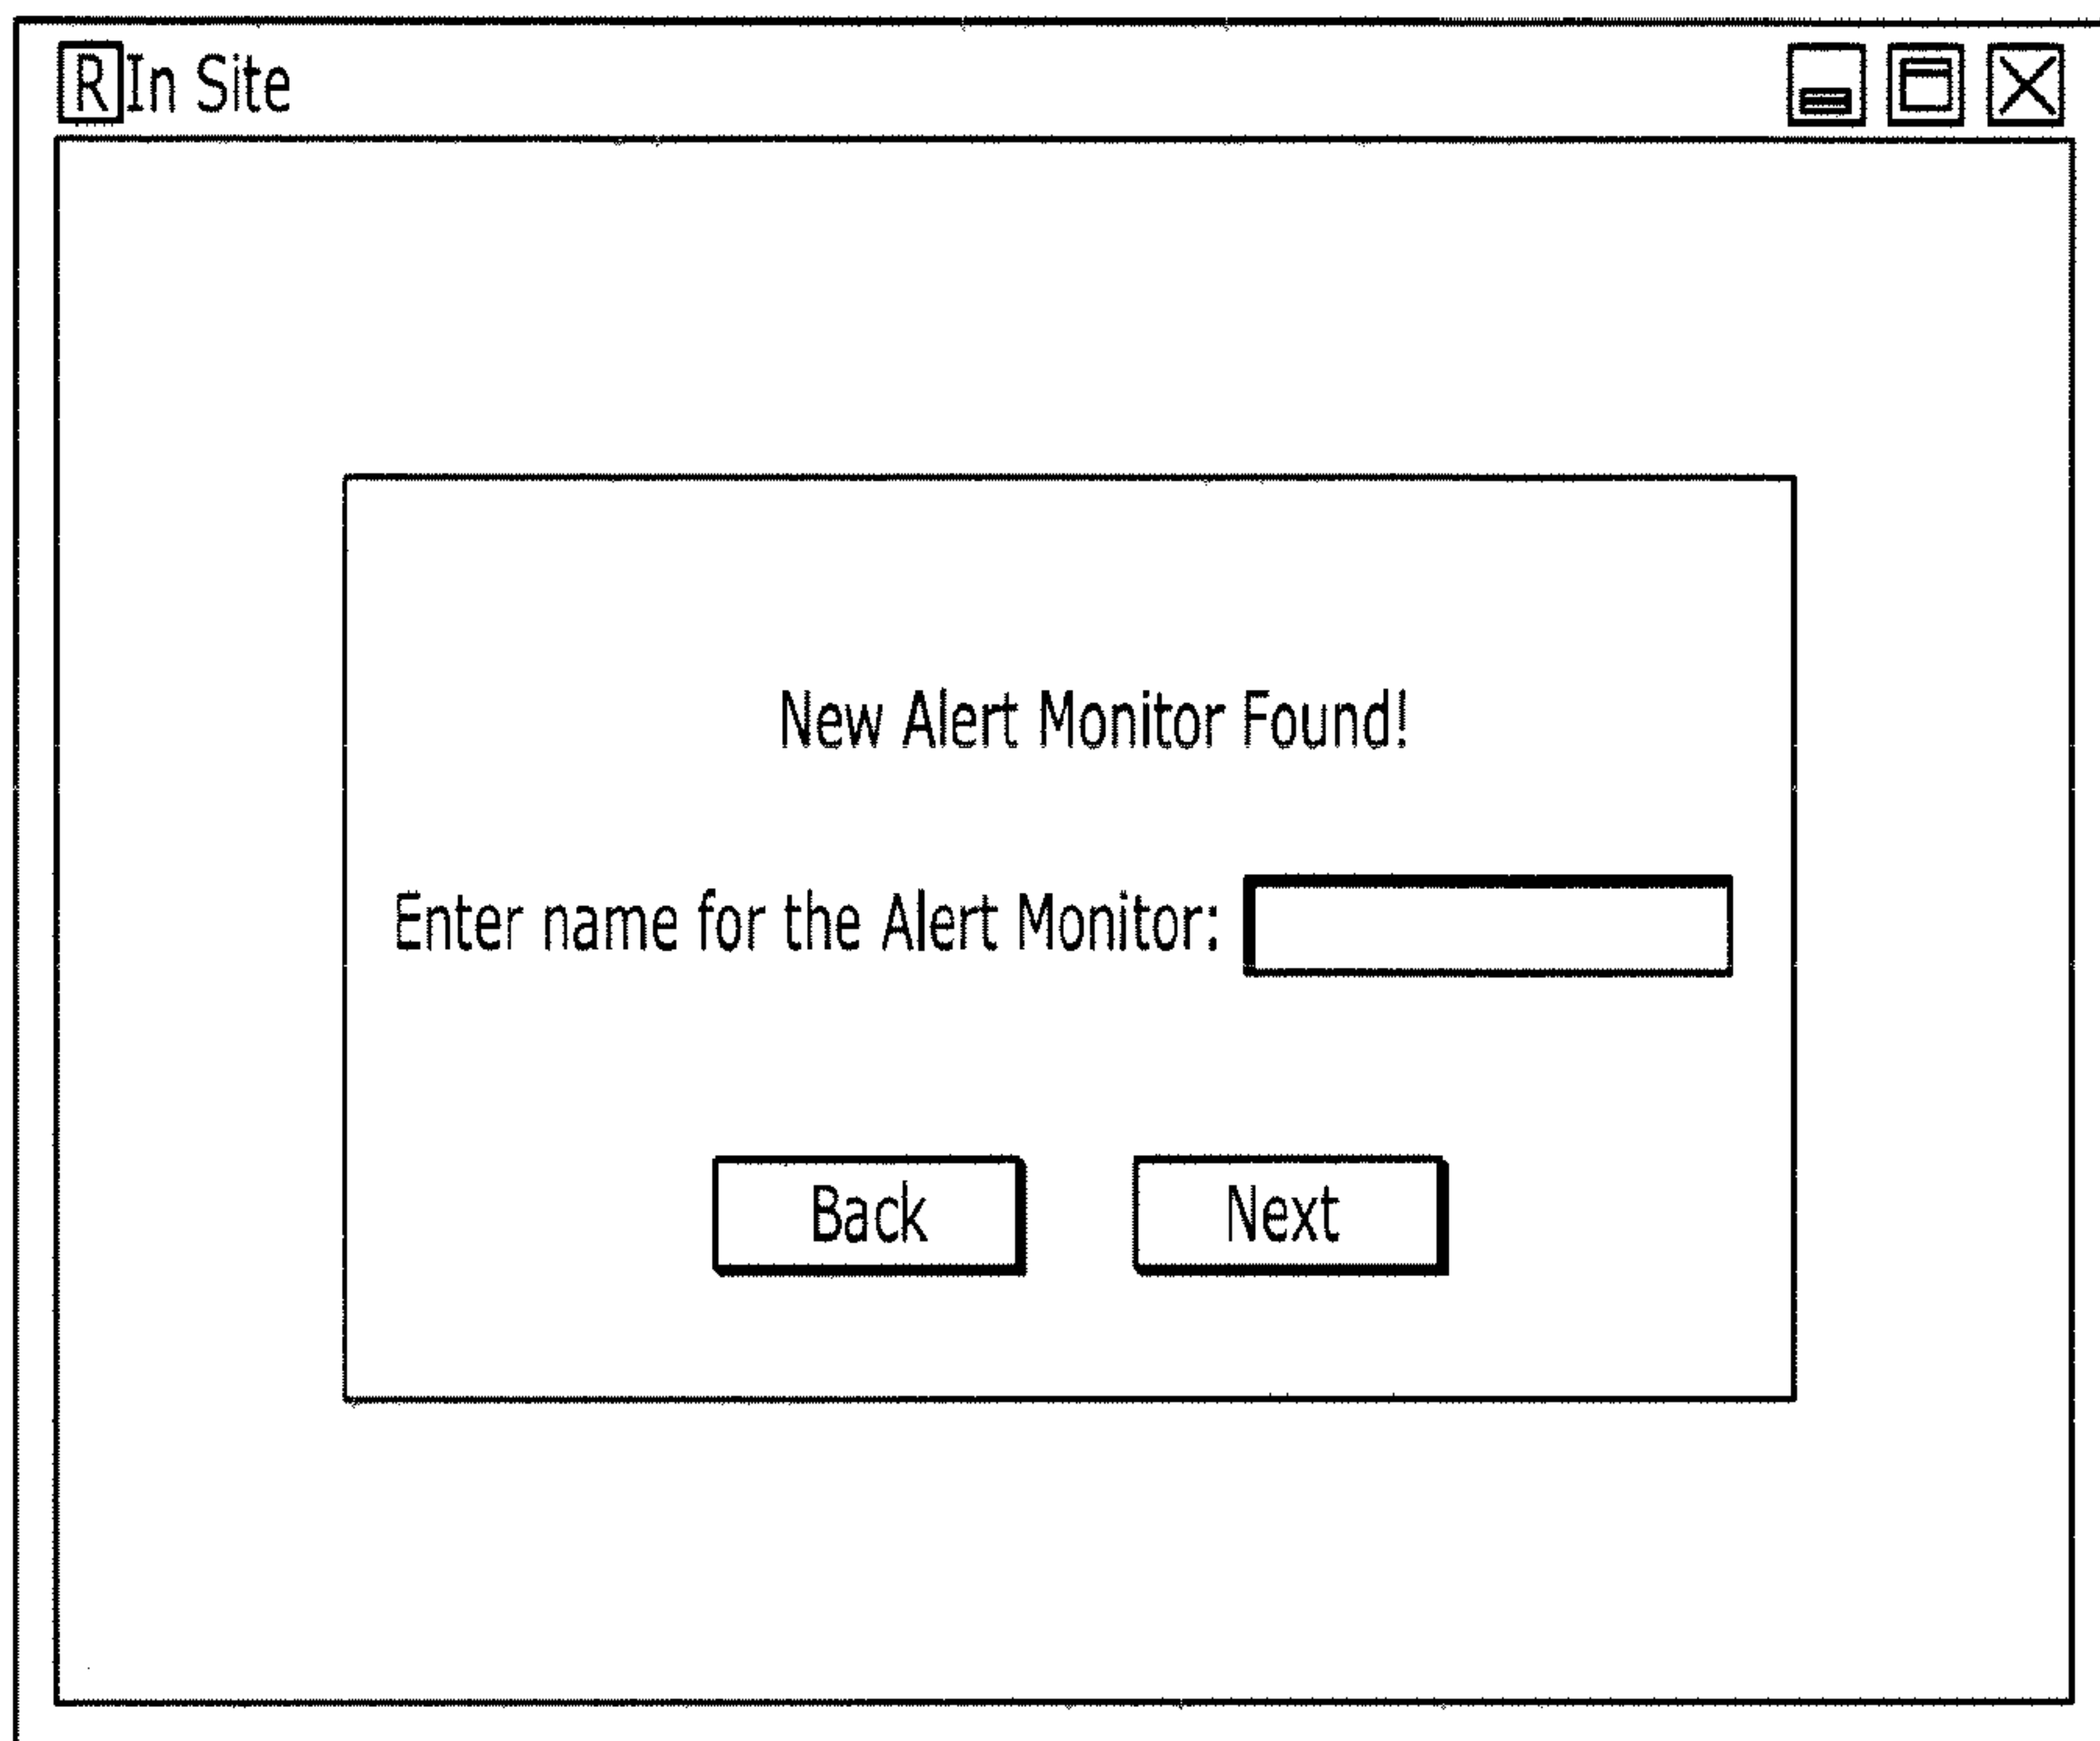 R In Site
New Alert Monitor Found!
Enter name for the Alert Monitor:
Back Next